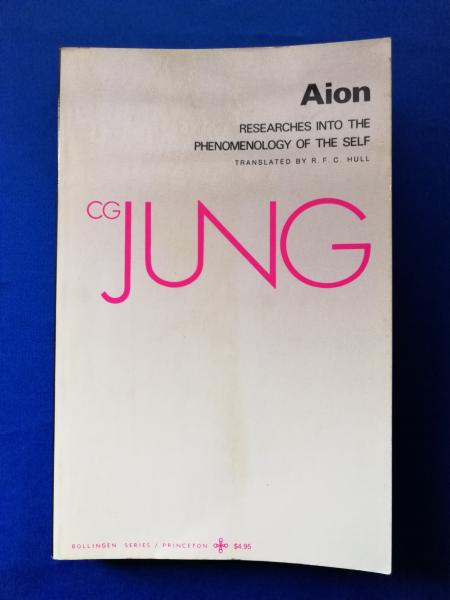 Aion
RESEARCHES INTO THE
PHENOMENOLOGY OF THE SELF
TRANSLATED BY R. F. C. HULL
CG JUNG
BOLLINGEN SERIES / PRINCETON $4.95